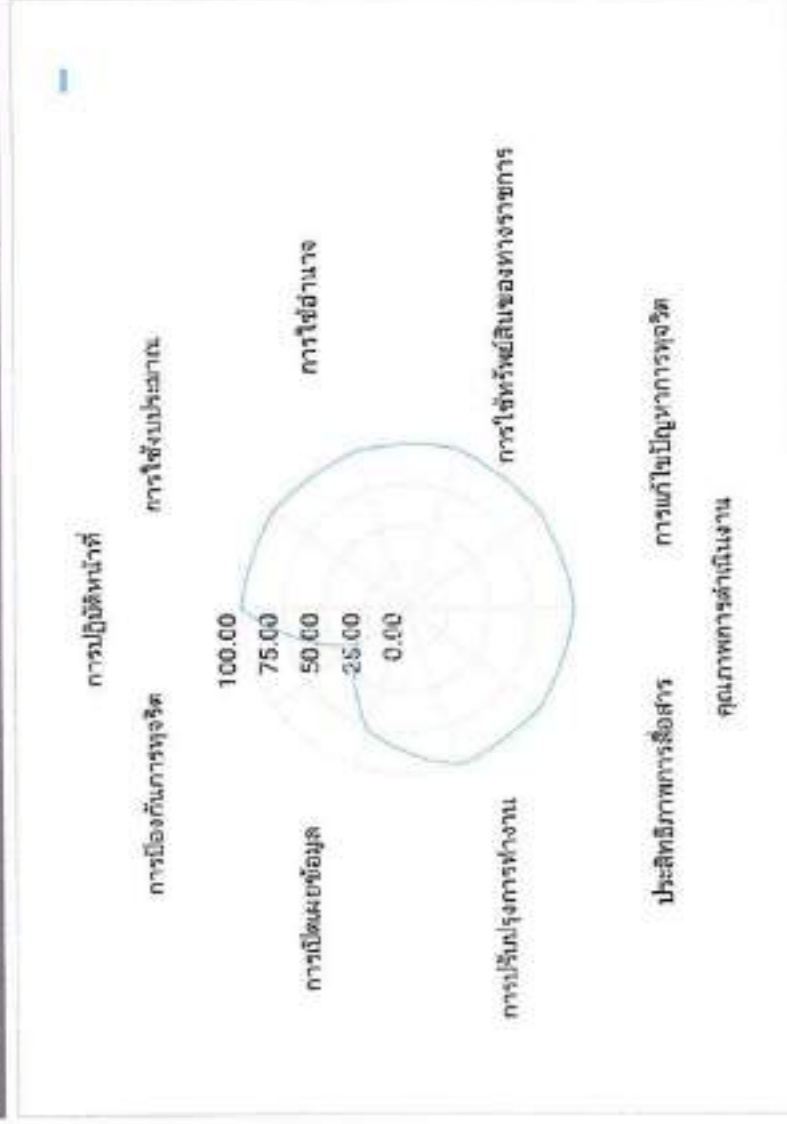 การปฏิบัติหน้าที่
การป้องกันการทุจริต
การใช้งบประมาณ
100.00
75.00
50.00
25.00
0.00
การเปิดเผยข้อมูล
การใช้อำนาจ
การปรับปรุงการทำงาน
การใช้ทรัพย์สินของทางราชการ
ประสิทธิภาพการสื่อสาร
การแก้ไขปัญหาการทุจริต
คุณภาพการดำเนินงาน